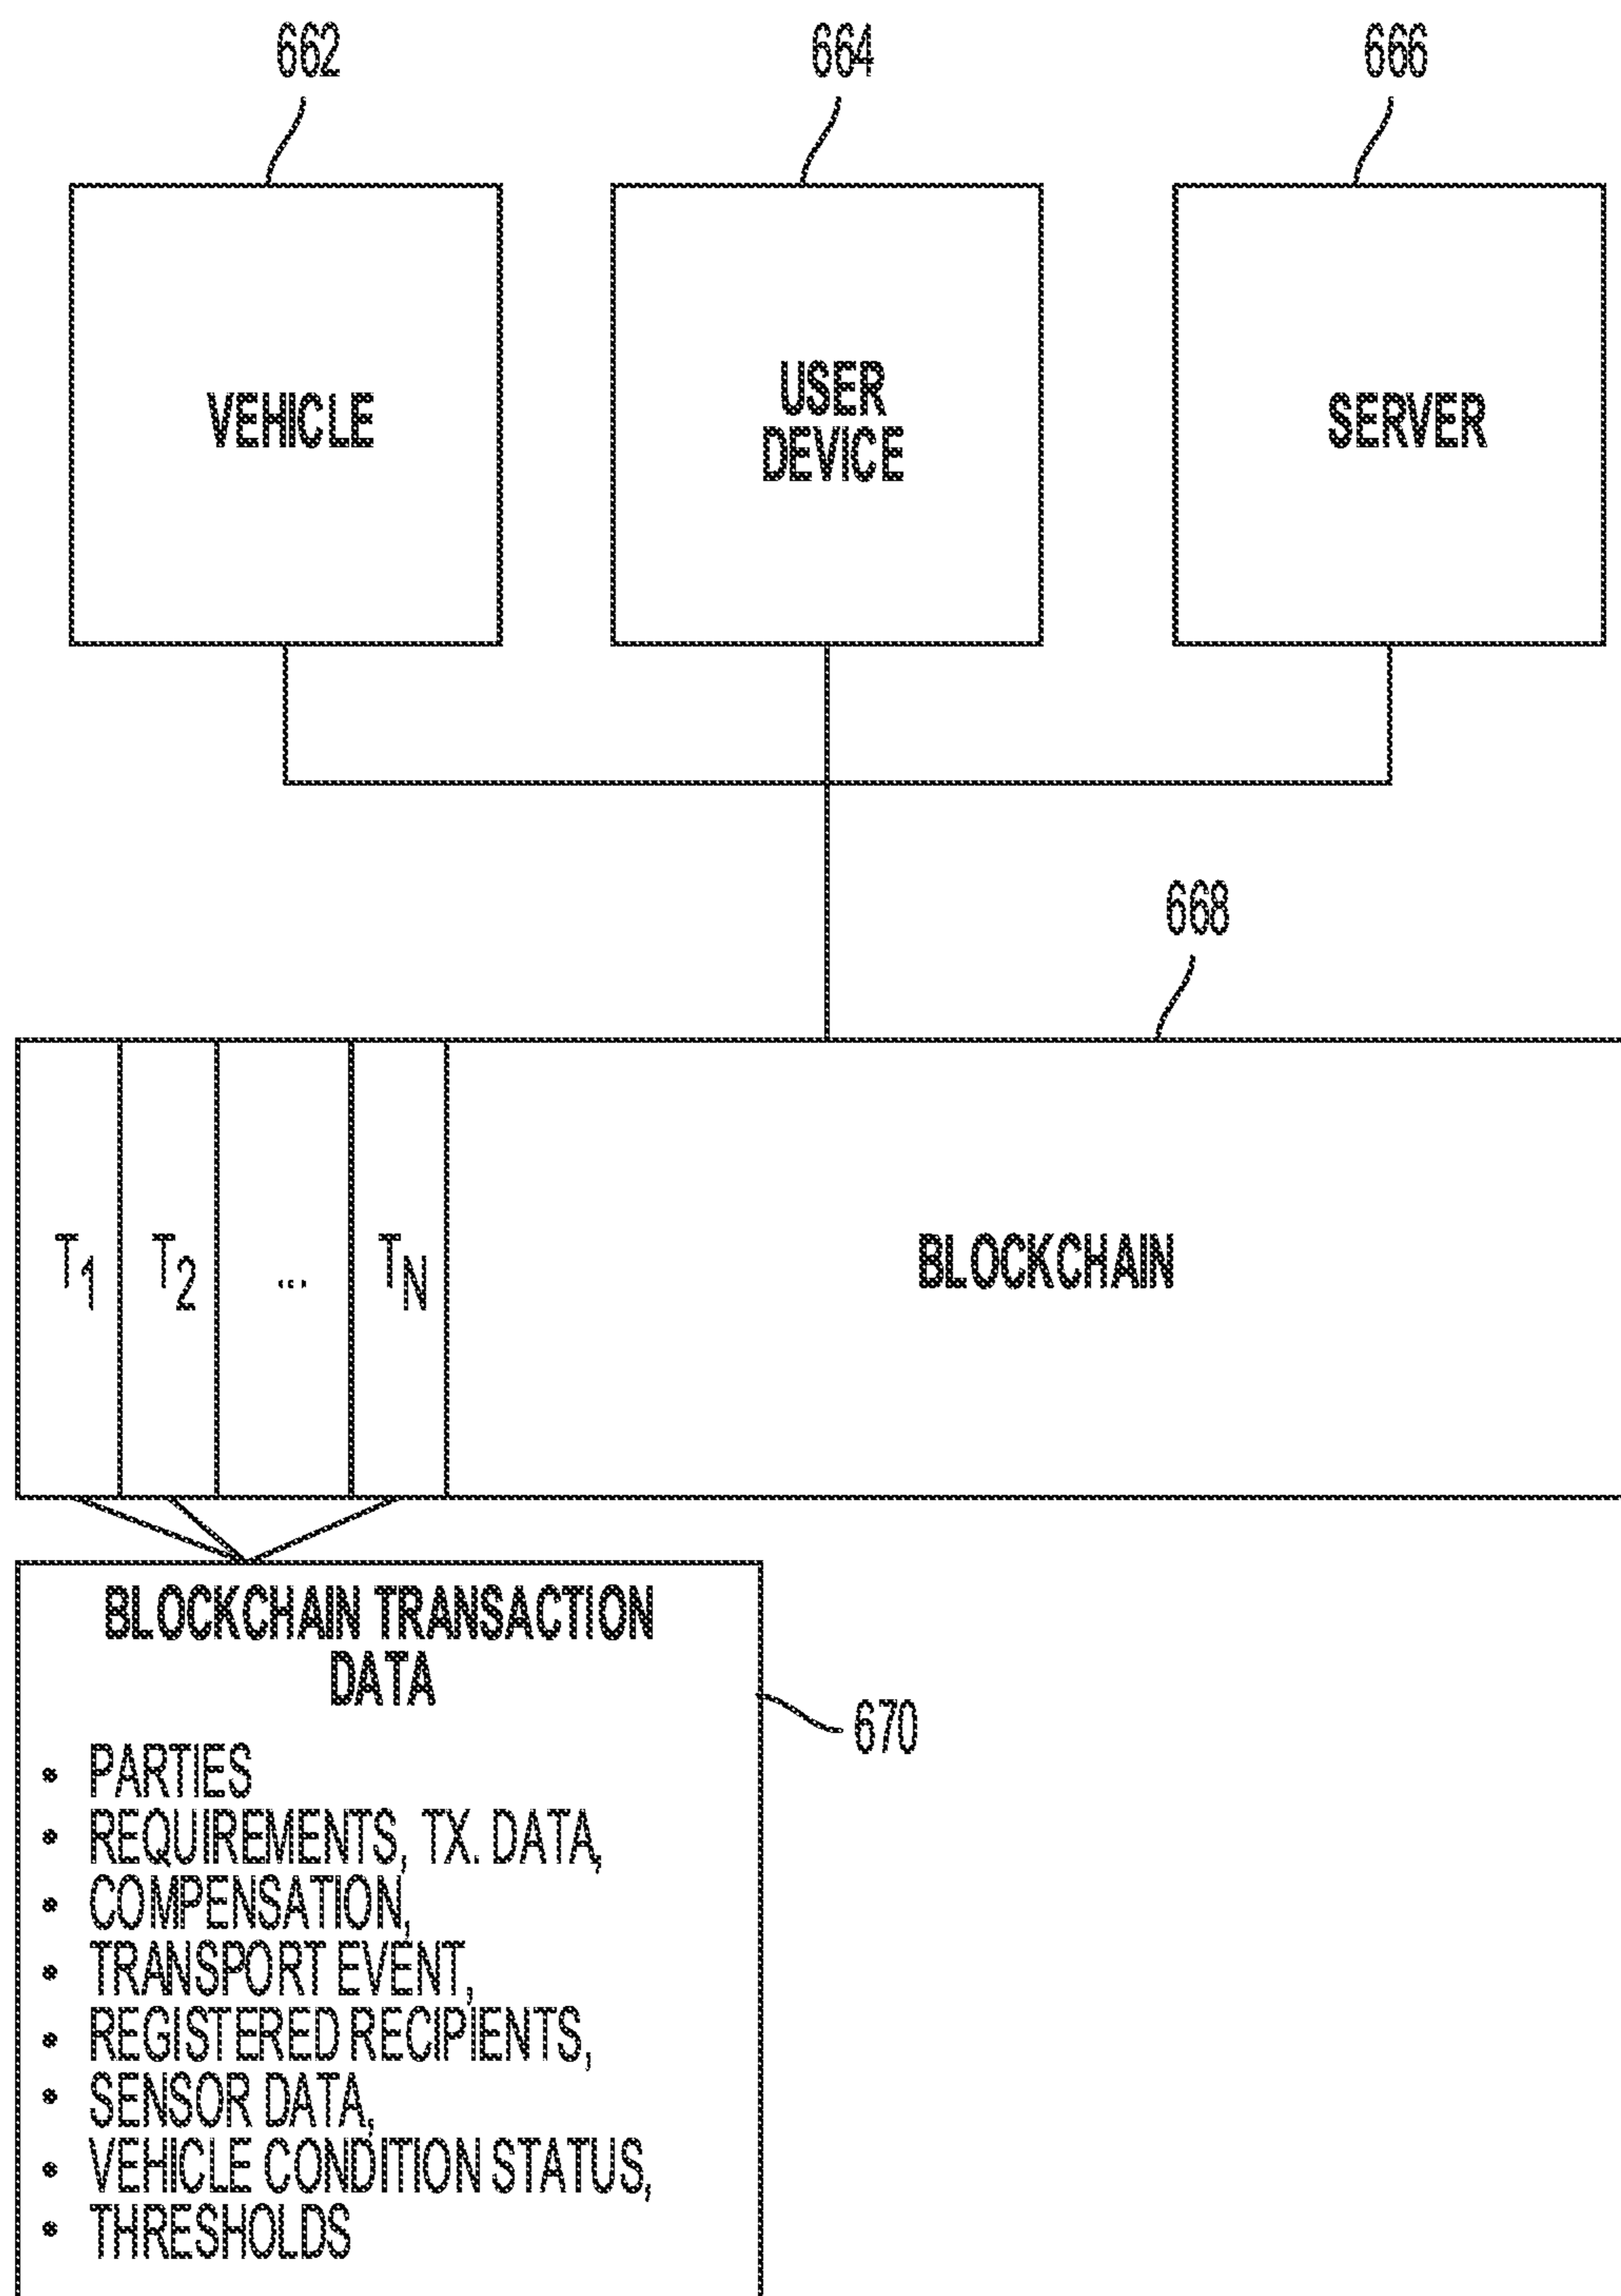 662
664
666
VEHICLE
USER
DEVICE
SERVER
668
T1
T2
...
TN
BLOCKCHAIN
BLOCKCHAIN TRANSACTION
DATA
670
• PARTIES
• REQUIREMENTS, TX. DATA,
• COMPENSATION,
• TRANSPORT EVENT,
• REGISTERED RECIPIENTS,
• SENSOR DATA,
• VEHICLE CONDITION STATUS,
• THRESHOLDS